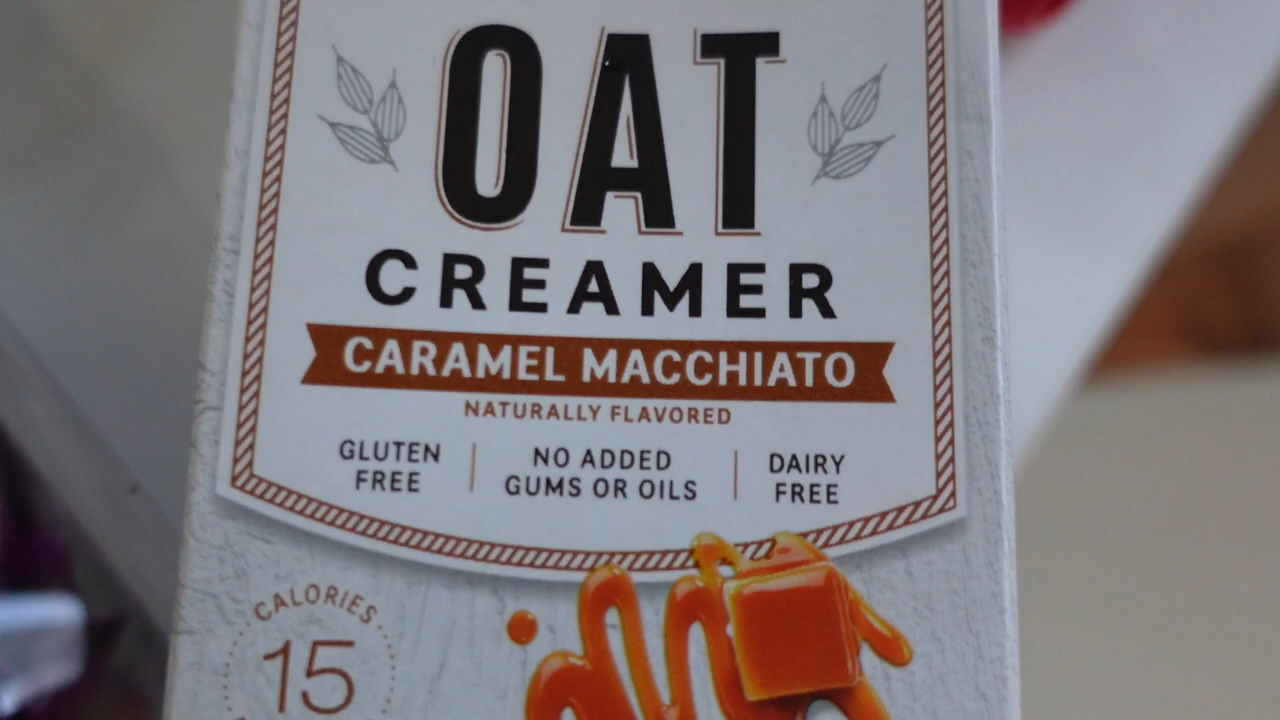 OAT
CREAMER
CARAMEL MACCHIATO
NATURALLY FLAVORED
GLUTEN FREE
NO ADDED GUMS OR OILS
DAIRY FREE
CALORIES
15